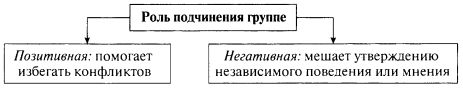 Роль подчинения группе
Позитивная: помогает
избегать конфликтов
Негативная: мешает утверждению
независимого поведения или мнения